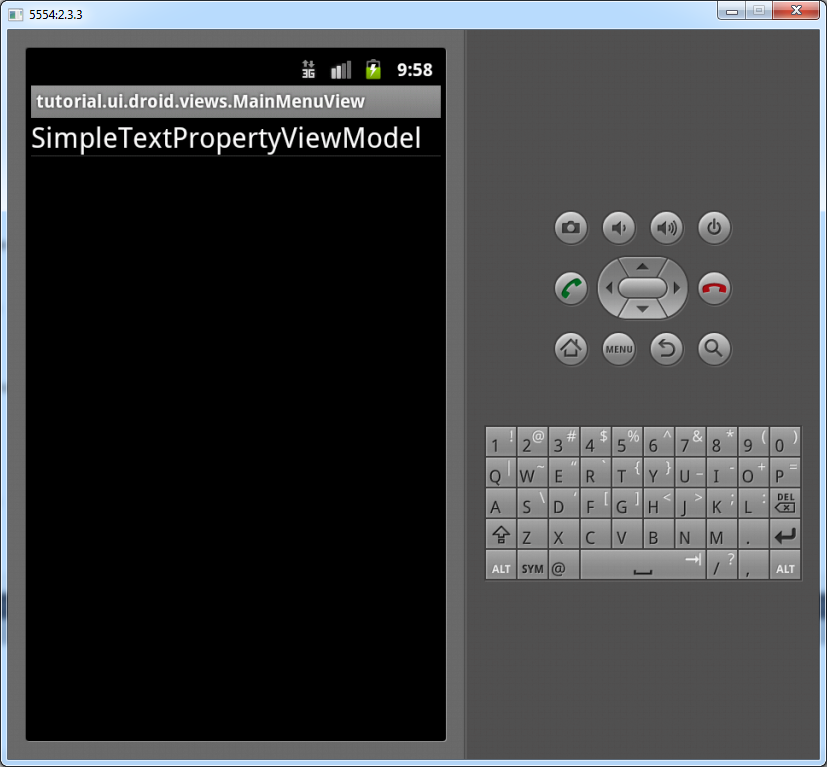 5554:2.3.3
3G 9:58
tutorial.ui.droid.views.MainMenuView
SimpleTextPropertyViewModel
MENU
1 ! 2 @ 3 # 4 $ 5 % 6 ^ 7 & 8 * 9 ( 0 )
Q | W ~ E " R ` T { Y } U _ I - O + P =
A S \ D ' F [ G ] H < J > K ; L : DEL
Z X C V B N M .
ALT SYM @ / ? , ALT